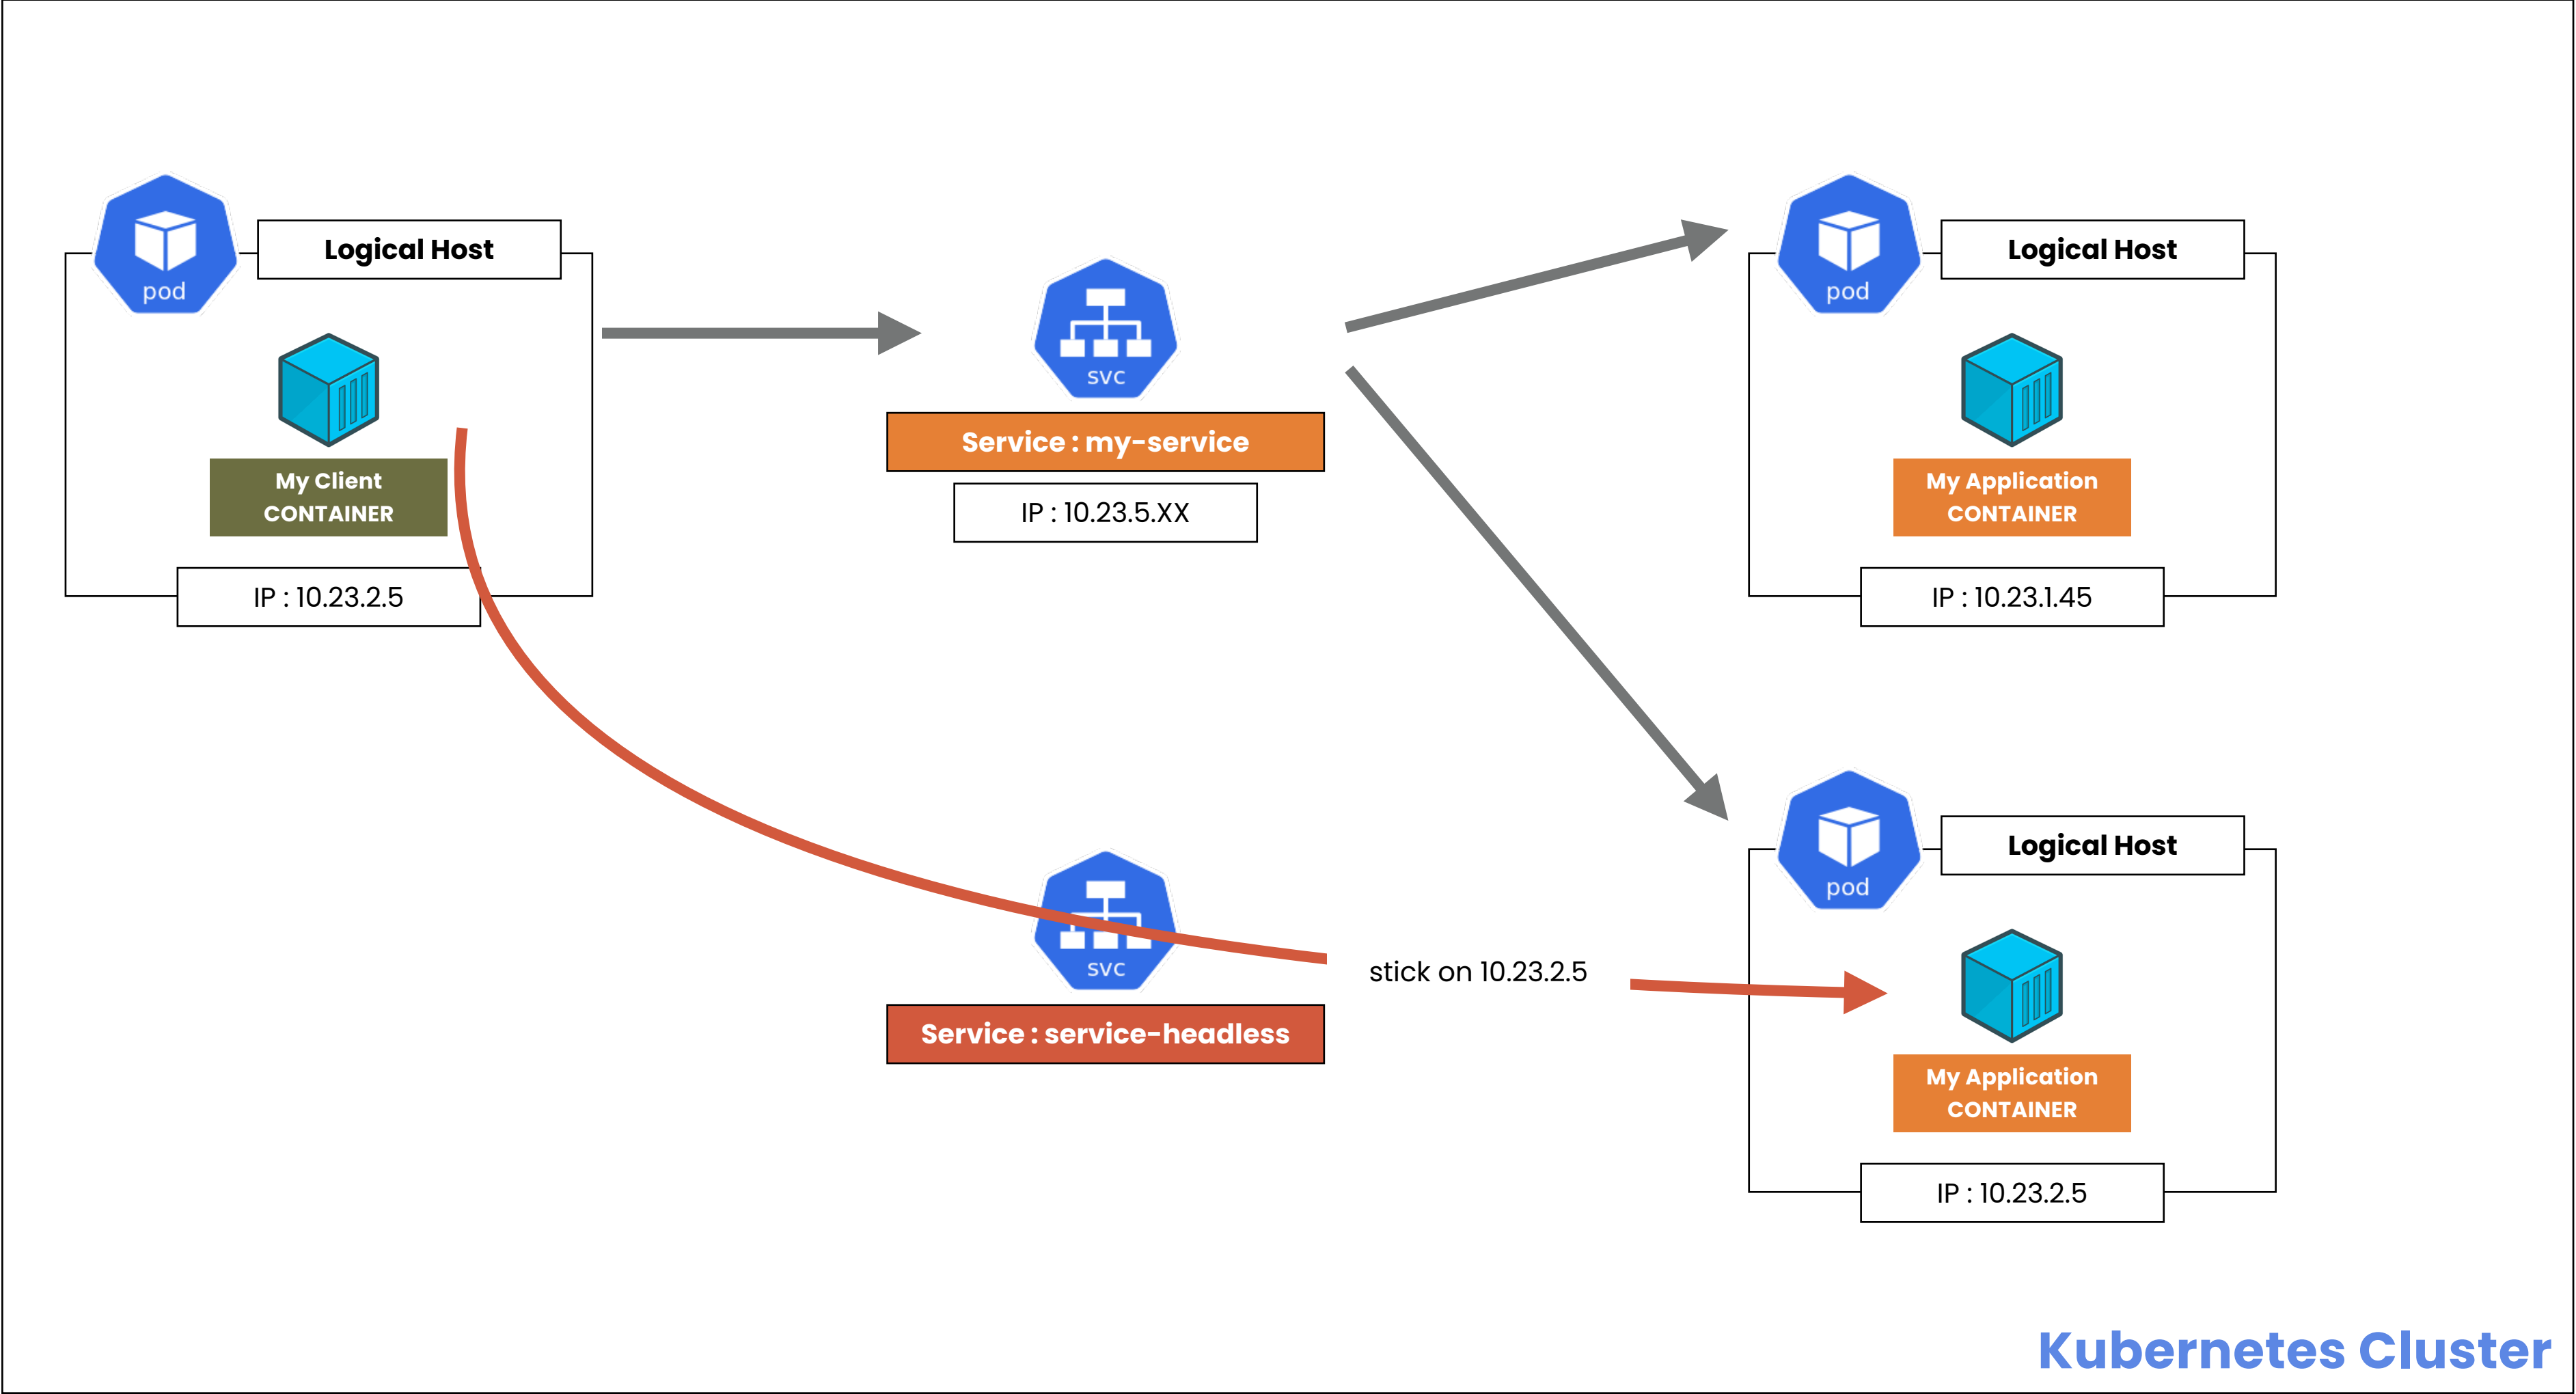 pod
Logical Host
My Client
CONTAINER
IP : 10.23.2.5
svc
Service : my-service
IP : 10.23.5.XX
pod
Logical Host
My Application
CONTAINER
IP : 10.23.1.45
svc
Service : service-headless
stick on 10.23.2.5
pod
Logical Host
My Application
CONTAINER
IP : 10.23.2.5
Kubernetes Cluster